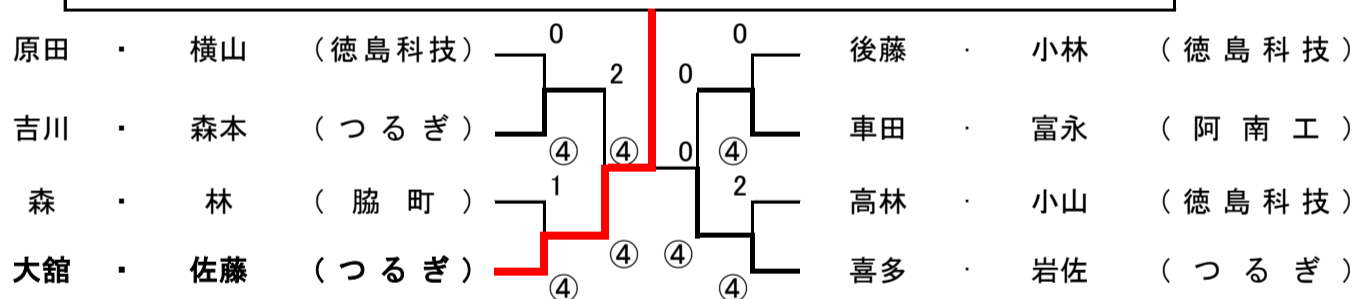 原田 ・ 横山 (徳島科技) 0 0 後藤 ・ 小林 (徳島科技)
2 0
吉川 ・ 森本 (つるぎ) ④ ④ 0 ④ 車田 ・ 富永 (阿南工)
森 ・ 林 (脇町) 1 2 高林 ・ 小山 (徳島科技)
④ ④
大舘 ・ 佐藤 (つるぎ) ④ ④ 喜多 ・ 岩佐 (つるぎ)